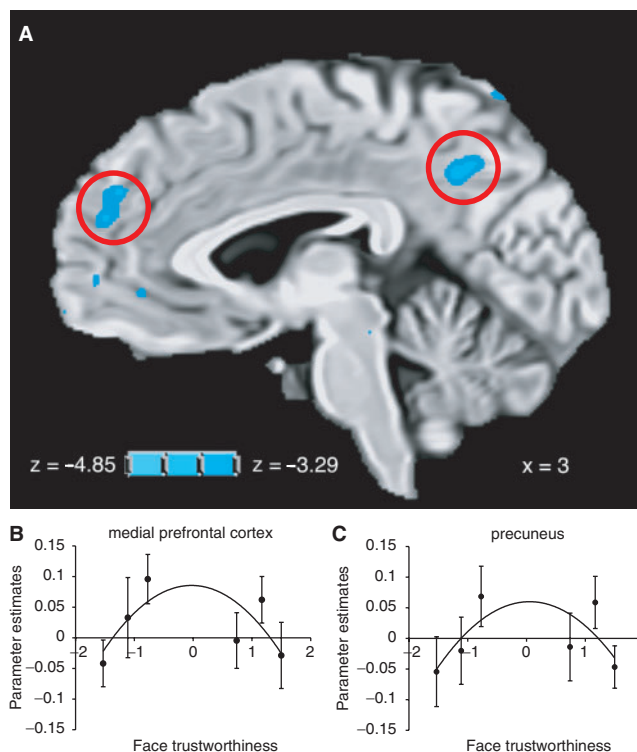 A
z = –4.85 z = –3.29 x = 3
B medial prefrontal cortex
Parameter estimates
0.15
0.1
0.05
0
–0.05
–0.1
–0.15
–2 –1 0 1 2
Face trustworthiness
C precuneus
Parameter estimates
0.15
0.1
0.05
0
–0.05
–0.1
–0.15
–2 –1 0 1 2
Face trustworthiness